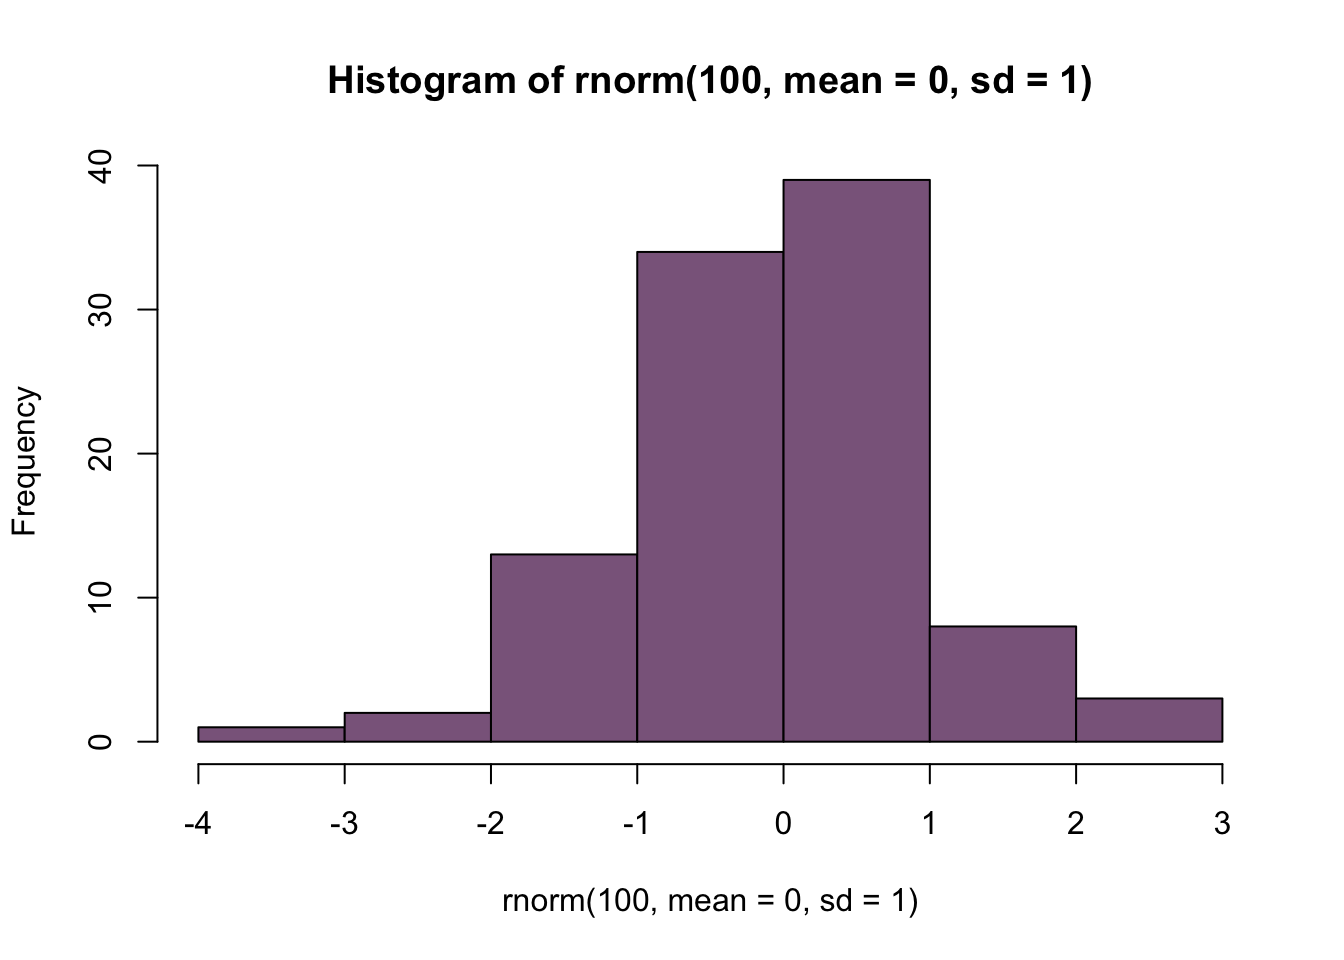 Histogram of rnorm(100, mean = 0, sd = 1)
40
30
20
10
0
Frequency
-4 -3 -2 -1 0 1 2 3
rnorm(100, mean = 0, sd = 1)